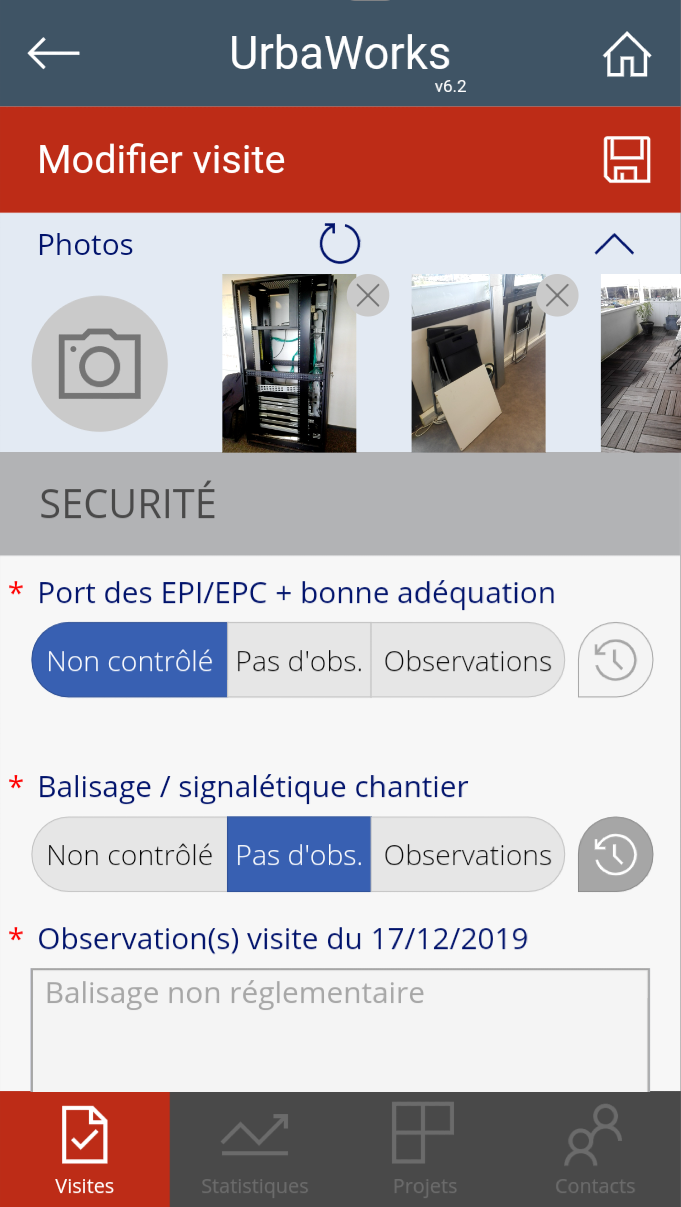 UrbaWorks
v6.2
Modifier visite
Photos
SECURITÉ
* Port des EPI/EPC + bonne adéquation
Non contrôlé Pas d'obs. Observations
* Balisage / signalétique chantier
Non contrôlé Pas d'obs. Observations
* Observation(s) visite du 17/12/2019
Balisage non réglementaire
Visites Statistiques Projets Contacts